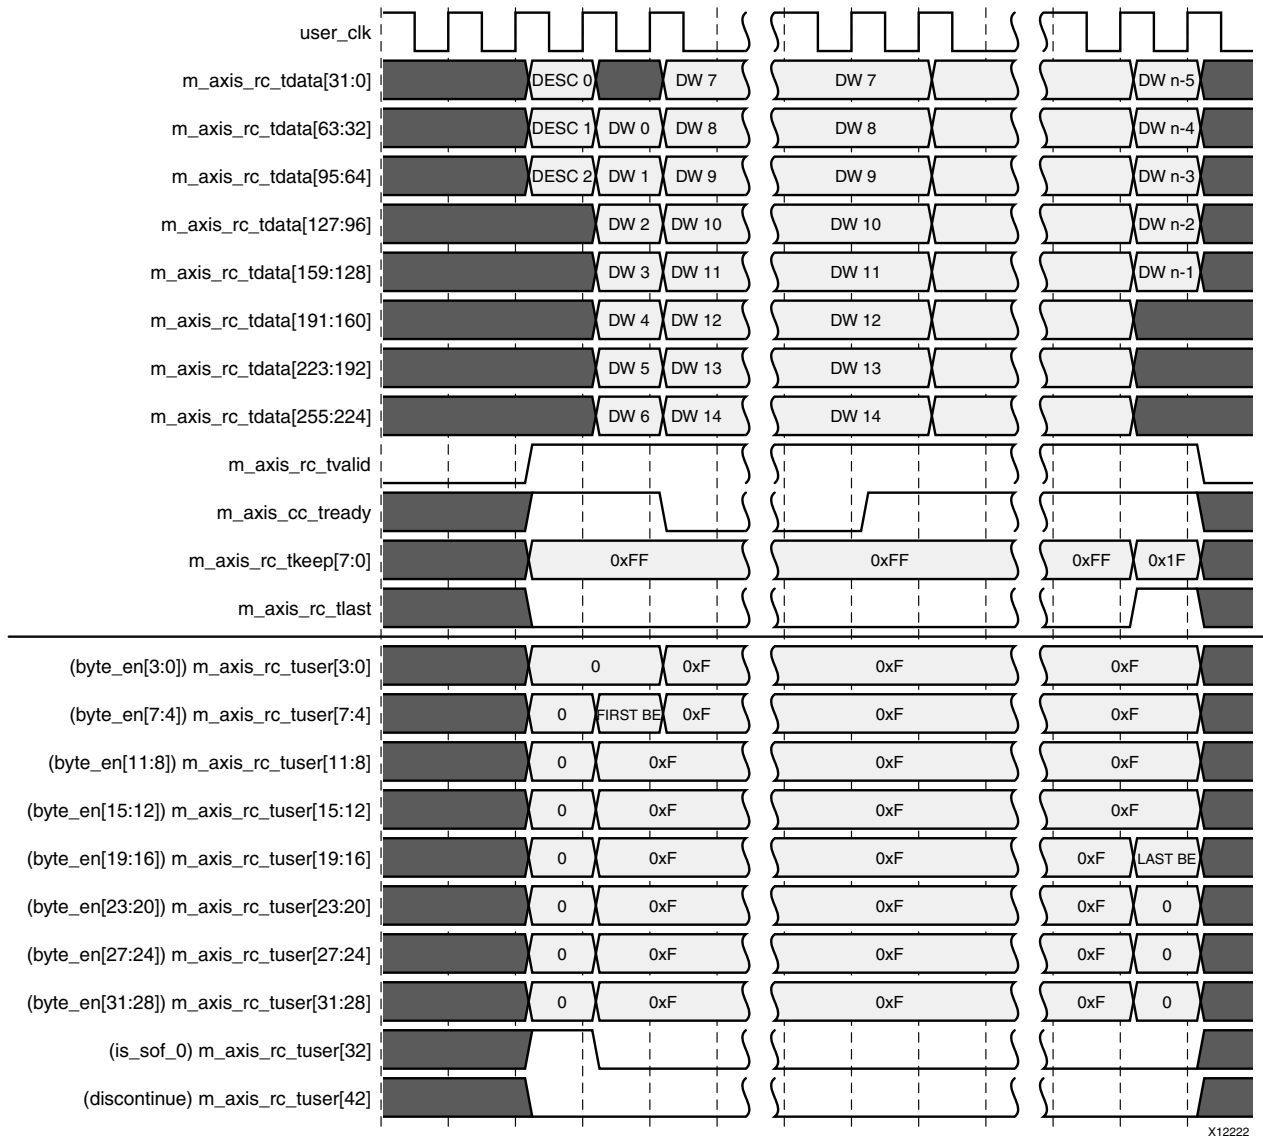 user_clk
m_axis_rc_tdata[31:0] DESC 0 DW 7 DW 7 DW n-5
m_axis_rc_tdata[63:32] DESC 1 DW 0 DW 8 DW 8 DW n-4
m_axis_rc_tdata[95:64] DESC 2 DW 1 DW 9 DW 9 DW n-3
m_axis_rc_tdata[127:96] DW 2 DW 10 DW 10 DW n-2
m_axis_rc_tdata[159:128] DW 3 DW 11 DW 11 DW n-1
m_axis_rc_tdata[191:160] DW 4 DW 12 DW 12
m_axis_rc_tdata[223:192] DW 5 DW 13 DW 13
m_axis_rc_tdata[255:224] DW 6 DW 14 DW 14
m_axis_rc_tvalid
m_axis_cc_tready
m_axis_rc_tkeep[7:0] 0xFF 0xFF 0xFF 0x1F
m_axis_rc_tlast
(byte_en[3:0]) m_axis_rc_tuser[3:0] 0 0xF 0xF 0xF
(byte_en[7:4]) m_axis_rc_tuser[7:4] 0 FIRST BE 0xF 0xF 0xF
(byte_en[11:8]) m_axis_rc_tuser[11:8] 0 0xF 0xF 0xF
(byte_en[15:12]) m_axis_rc_tuser[15:12] 0 0xF 0xF 0xF
(byte_en[19:16]) m_axis_rc_tuser[19:16] 0 0xF 0xF 0xF LAST BE
(byte_en[23:20]) m_axis_rc_tuser[23:20] 0 0xF 0xF 0xF 0
(byte_en[27:24]) m_axis_rc_tuser[27:24] 0 0xF 0xF 0xF 0
(byte_en[31:28]) m_axis_rc_tuser[31:28] 0 0xF 0xF 0xF 0
(is_sof_0) m_axis_rc_tuser[32]
(discontinue) m_axis_rc_tuser[42]
X12222